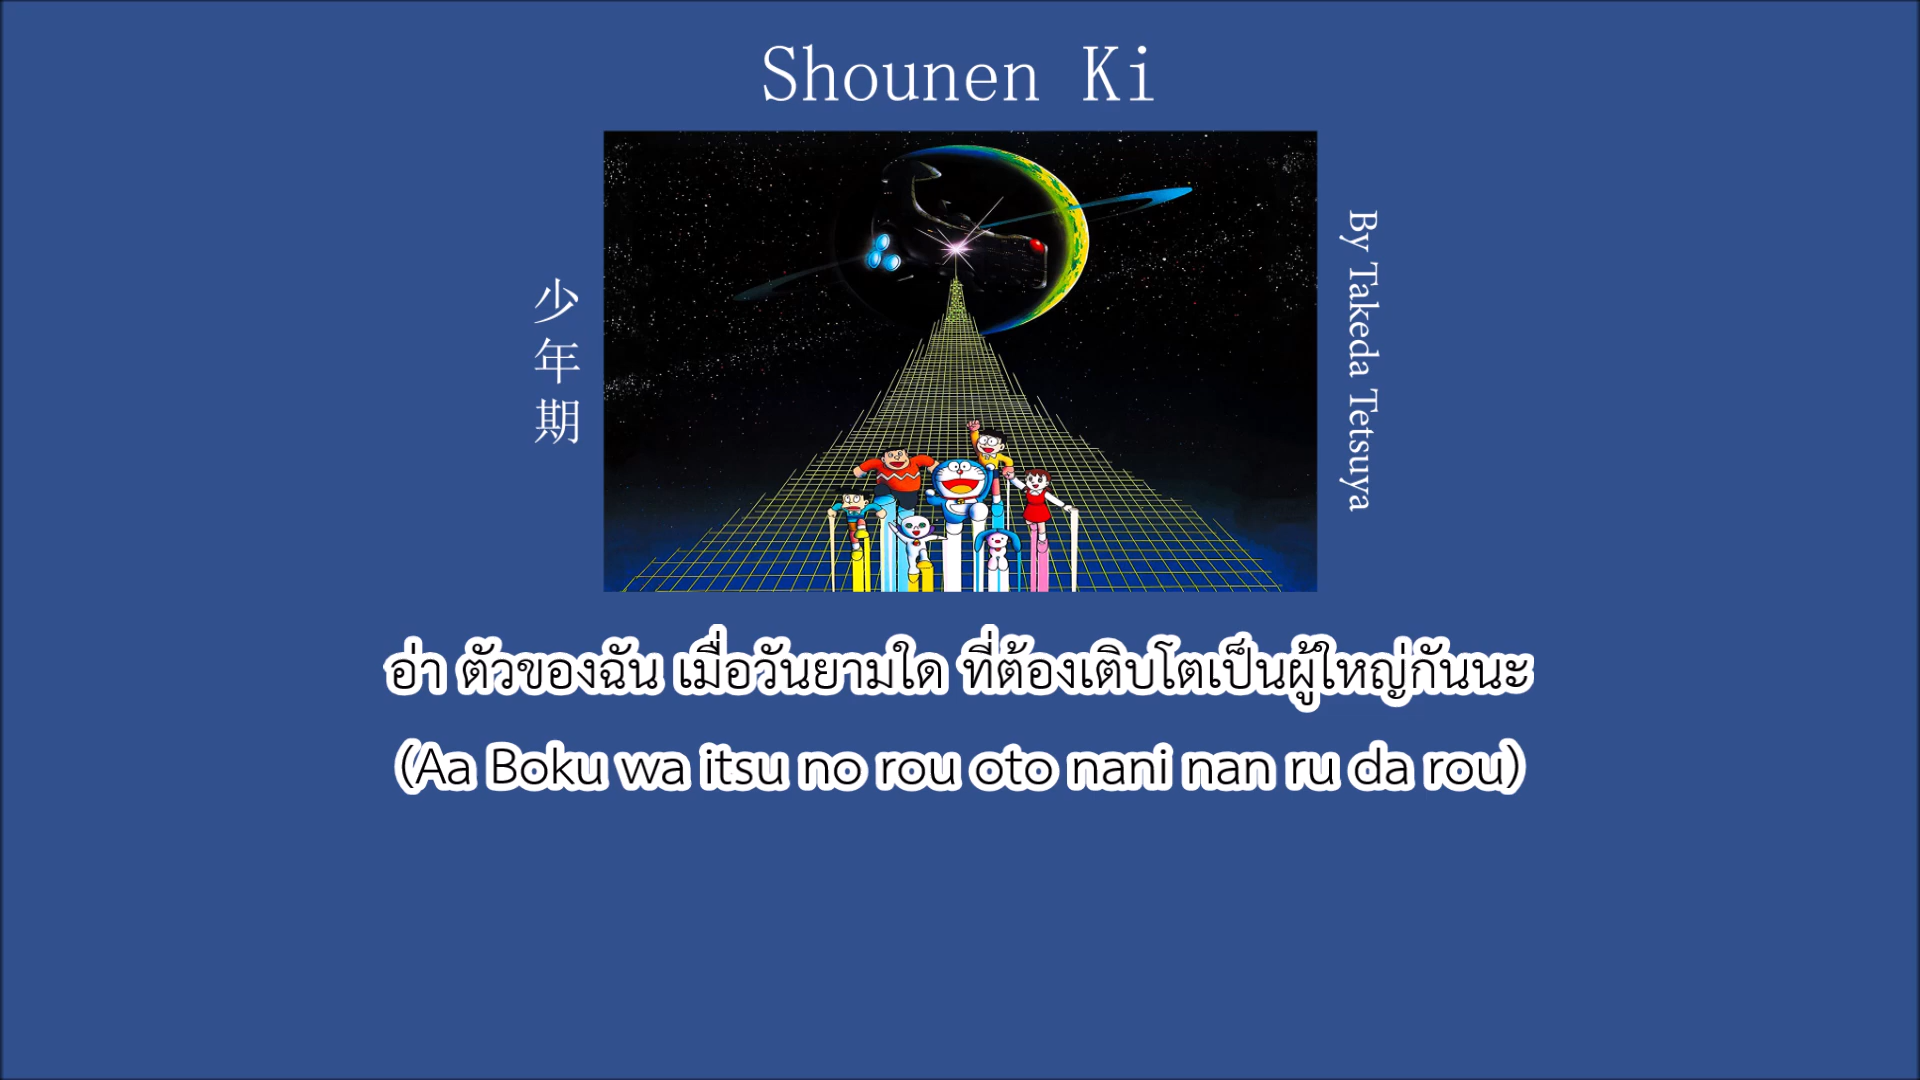 Shounen Ki
少年期
By Takeda Tetsuya
อ่า ตัวของฉัน เมื่อวันยามใด ที่ต้องเติบโตเป็นผู้ใหญ่กันนะ
(Aa Boku wa itsu no rou oto nani nan ru da rou)